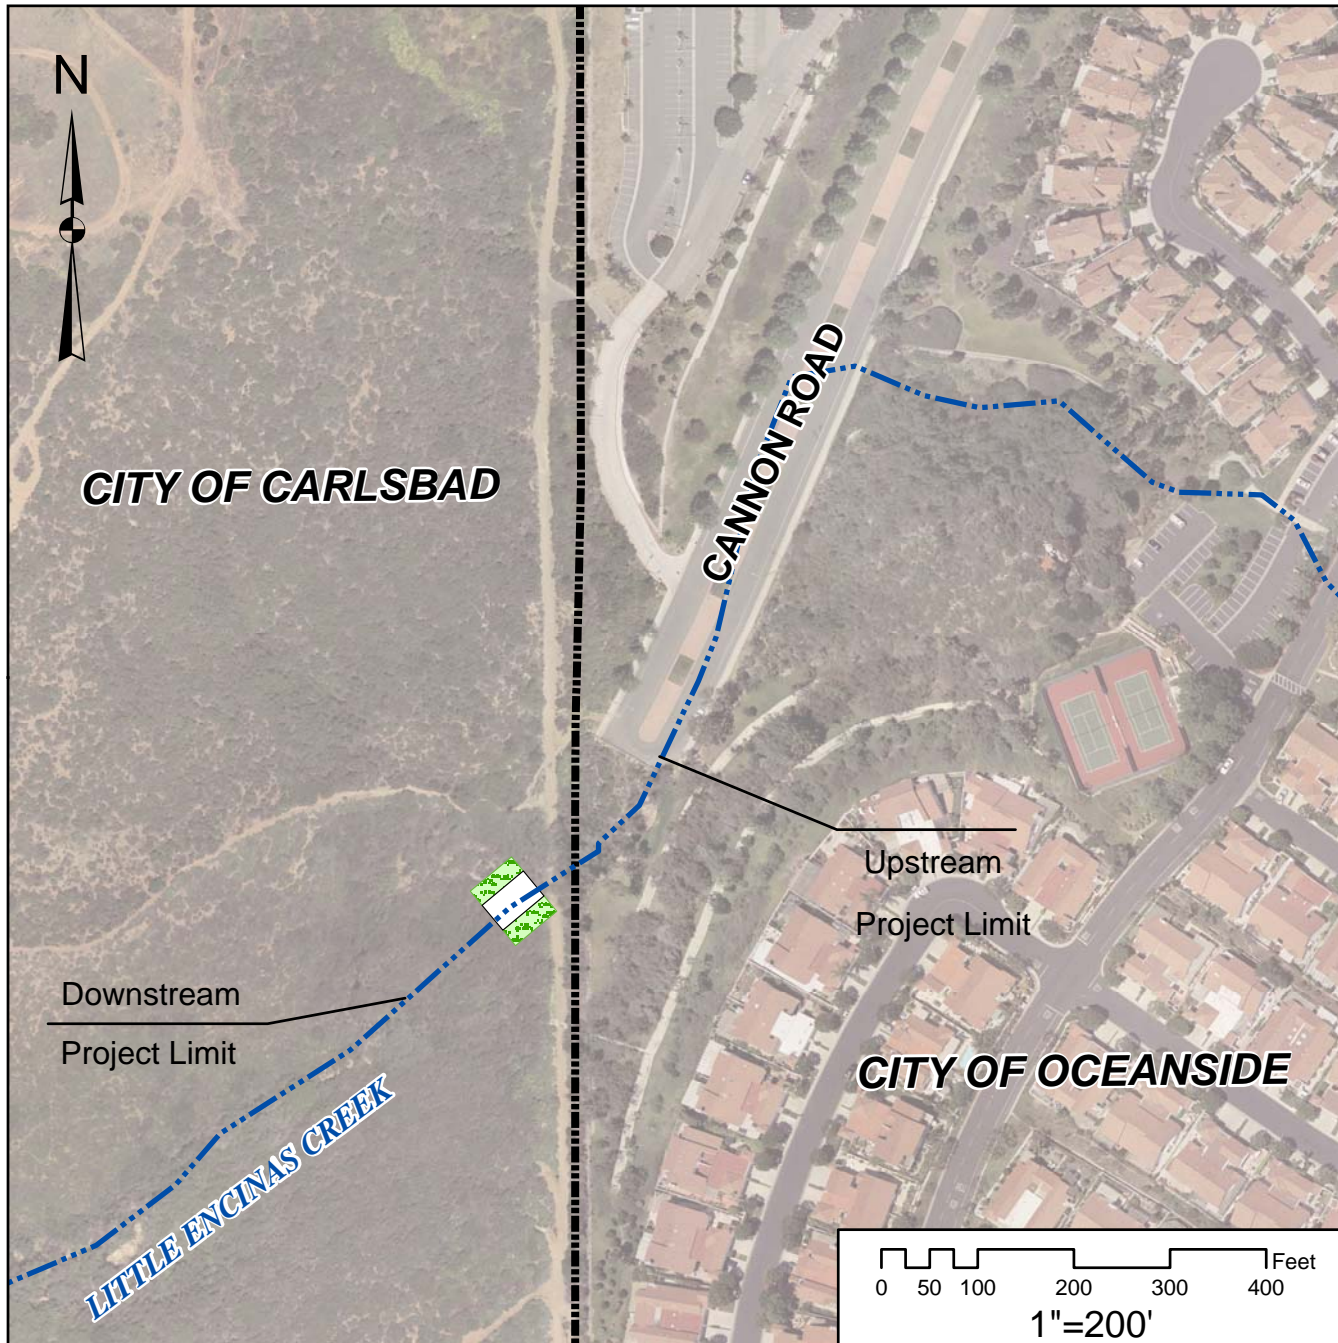 N
CANNON ROAD
CITY OF CARLSBAD
Upstream
Project Limit
Downstream
Project Limit
CITY OF OCEANSIDE
LITTLE ENCINAS CREEK
Feet
0 50 100 200 300 400
1"=200'